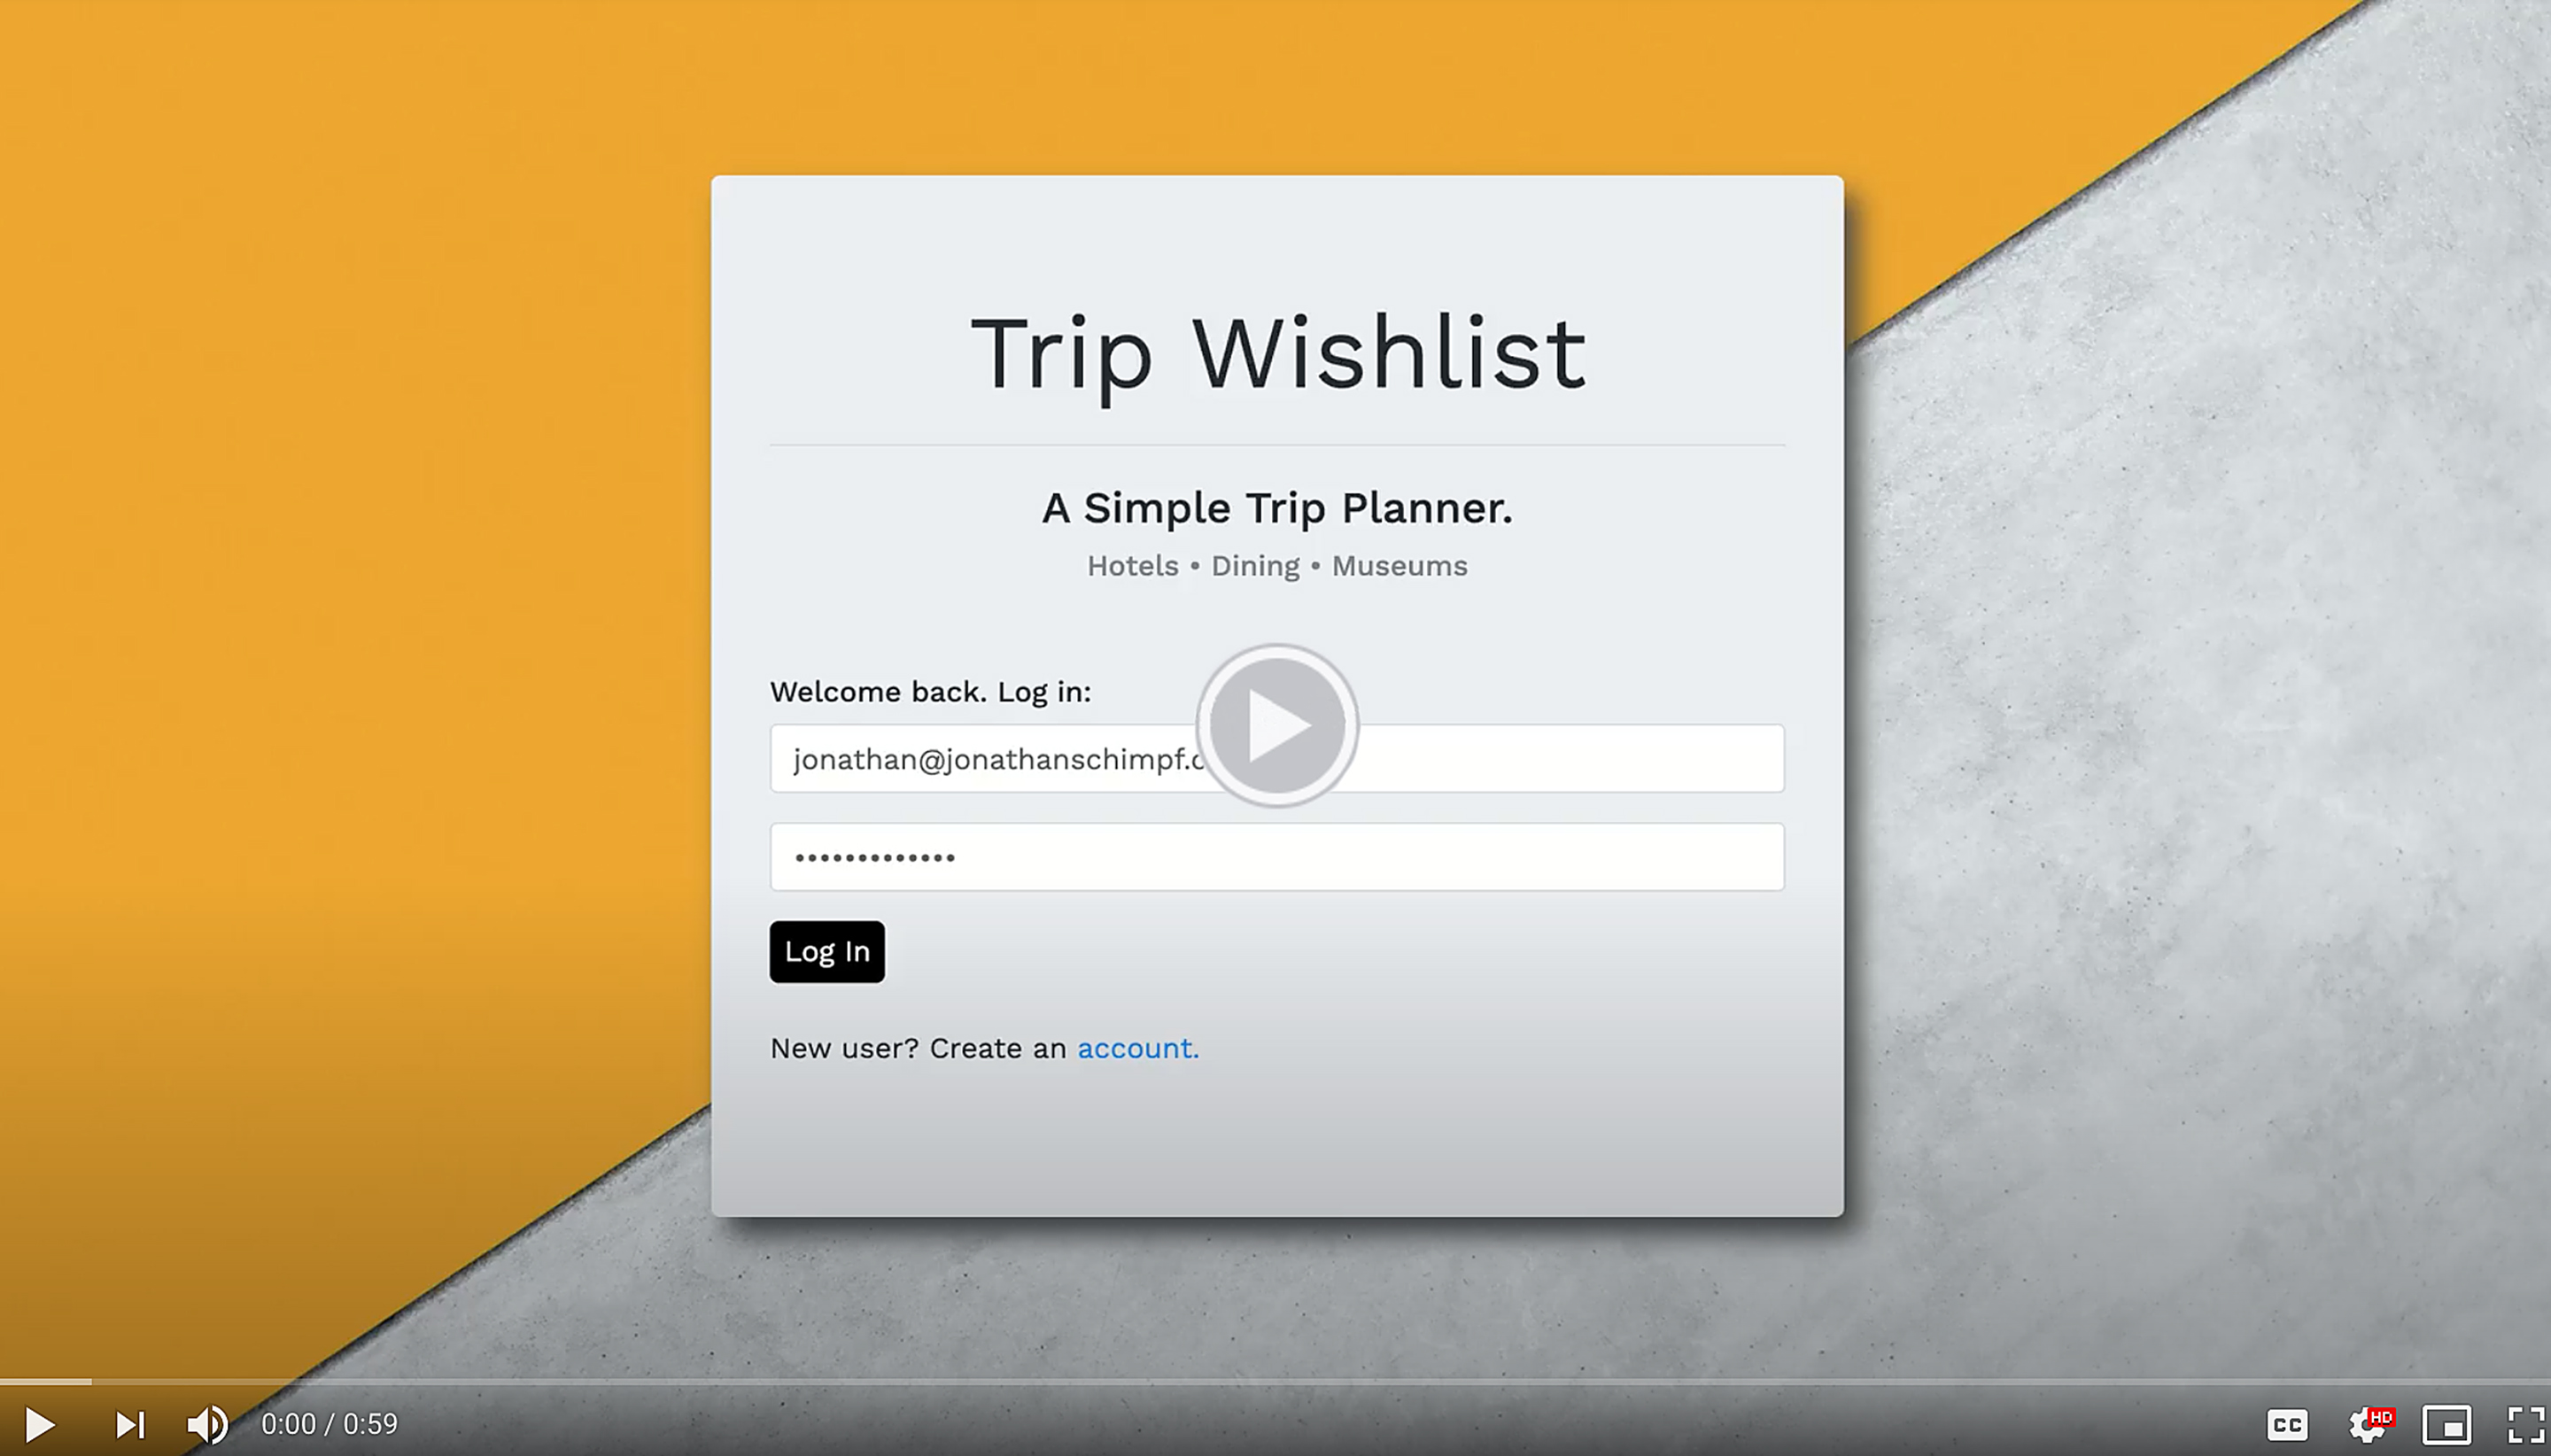 Trip Wishlist
A Simple Trip Planner.
Hotels • Dining • Museums
Welcome back. Log in:
jonathan@jonathanschimpf.c
•••••••••••••
Log In
New user? Create an account.
0:00 / 0:59
CC
HD